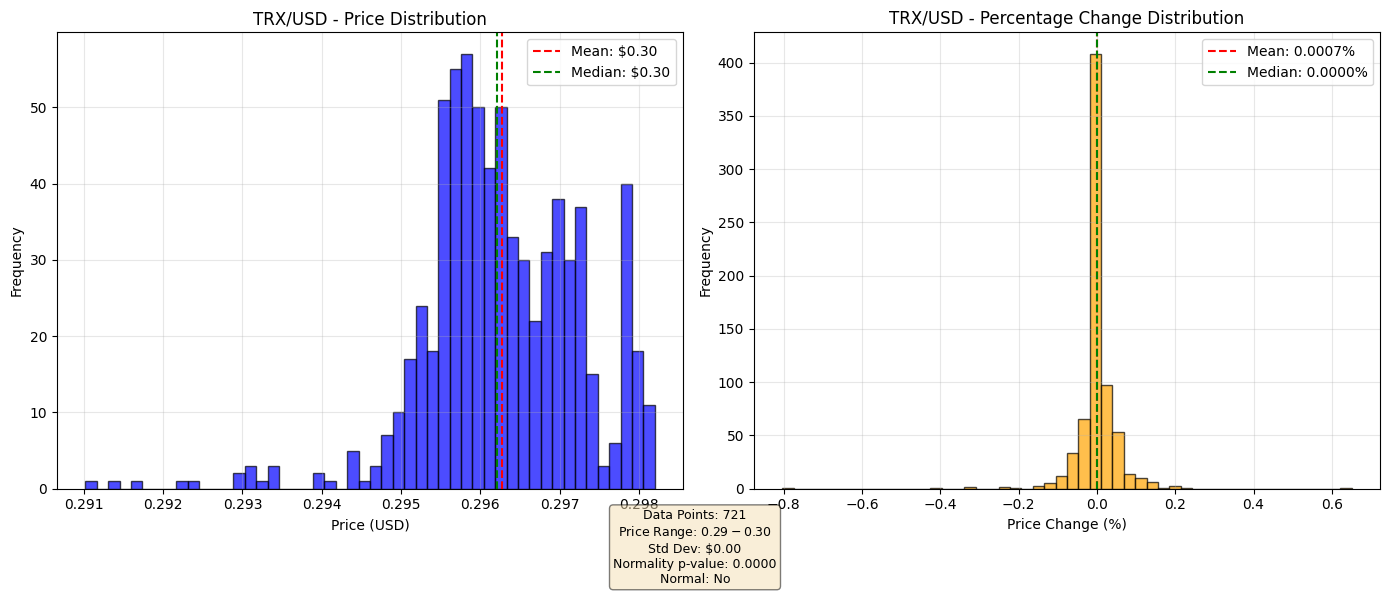 TRX/USD - Price Distribution
Mean: $0.30
Median: $0.30
50
40
30
20
10
0
Frequency
0.291
0.292
0.293
0.294
0.295
0.296
0.297
0.298
Price (USD)
TRX/USD - Percentage Change Distribution
Mean: 0.0007%
Median: 0.0000%
400
350
300
250
200
150
100
50
0
Frequency
−0.8
−0.6
−0.4
−0.2
0.0
0.2
0.4
0.6
Price Change (%)
Data Points: 721
Price Range: 0.29 − 0.30
Std Dev: $0.00
Normality p-value: 0.0000
Normal: No